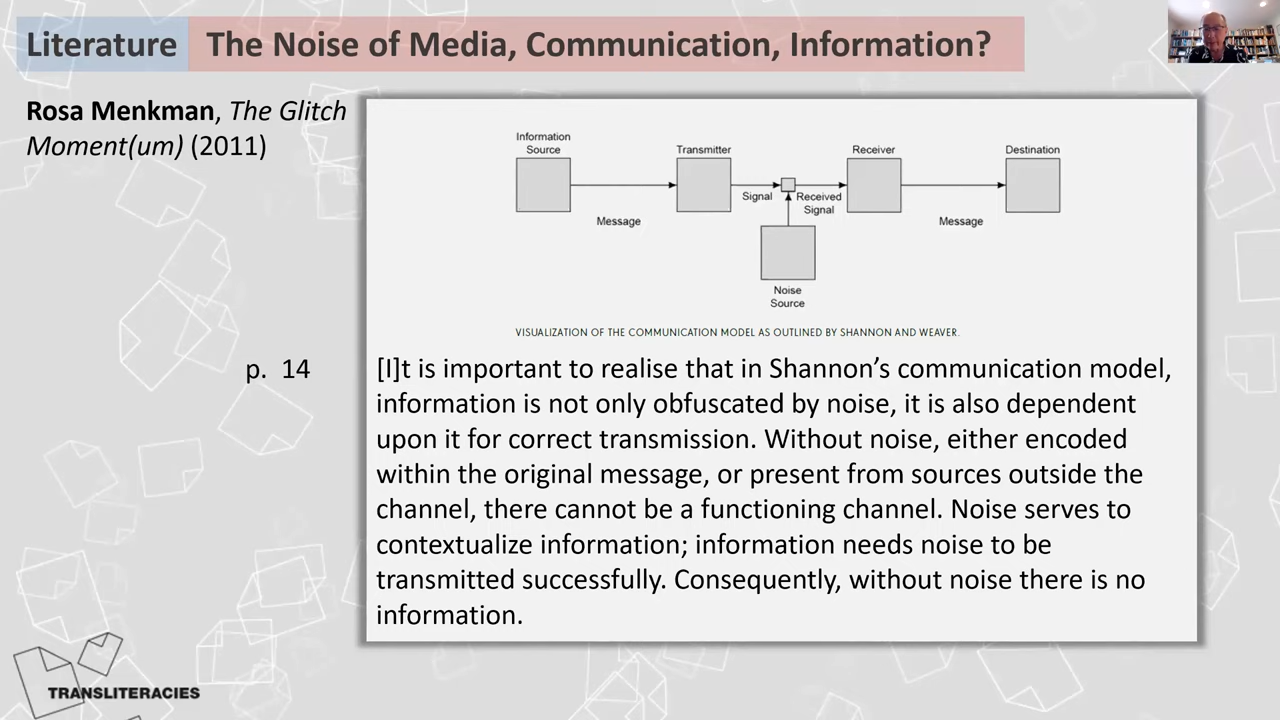 Literature The Noise of Media, Communication, Information?
Rosa Menkman, The Glitch
Moment(um) (2011)
Information
Source
Transmitter
Receiver
Destination
Signal
Received
Signal
Message
Message
Noise
Source
VISUALIZATION OF THE COMMUNICATION MODEL AS OUTLINED BY SHANNON AND WEAVER.
p. 14
[I]t is important to realise that in Shannon’s communication model,
information is not only obfuscated by noise, it is also dependent
upon it for correct transmission. Without noise, either encoded
within the original message, or present from sources outside the
channel, there cannot be a functioning channel. Noise serves to
contextualize information; information needs noise to be
transmitted successfully. Consequently, without noise there is no
information.
TRANSLITERACIES